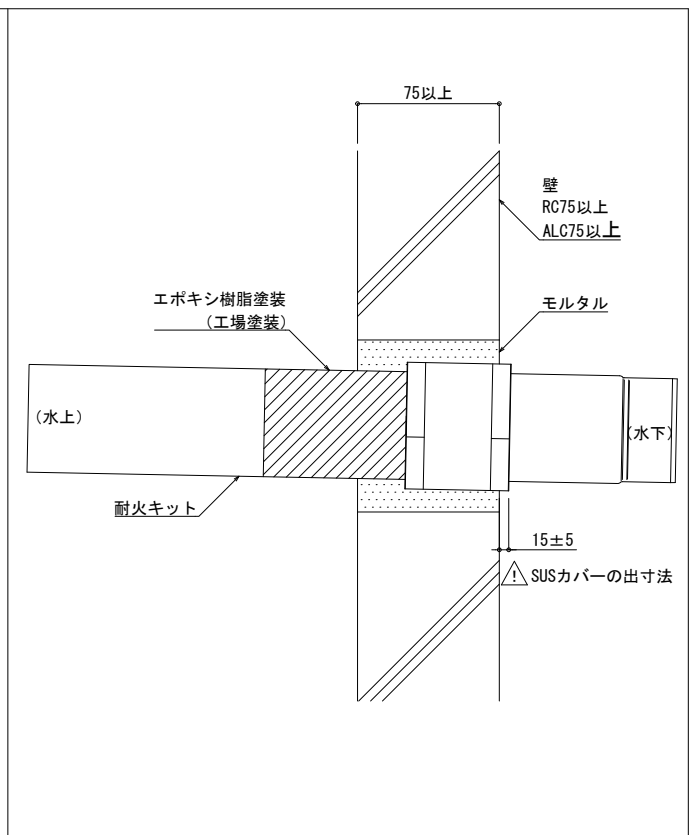 75以上
壁
RC75以上
ALC75以上
エポキシ樹脂塗装
(工場塗装)
モルタル
(水上)
(水下)
耐火キット
15±5
! SUSカバーの出寸法